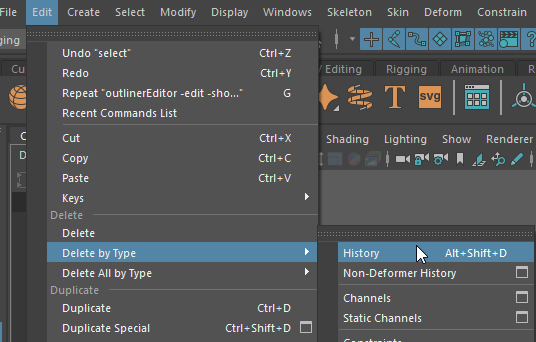 File Edit Create Select Modify Display Windows Skeleton Skin Deform Constrain
Editing Rigging Animation
T svg
Undo "select" Ctrl+Z
Redo Ctrl+Y
Repeat "outlinerEditor -edit -sho..." G
Recent Commands List
Cut Ctrl+X
Copy Ctrl+C
Paste Ctrl+V
Keys
Delete
Delete
Delete by Type
Delete All by Type
Duplicate
Duplicate Ctrl+D
Duplicate Special Ctrl+Shift+D
Shading Lighting Show Renderer
History Alt+Shift+D
Non-Deformer History
Channels
Static Channels